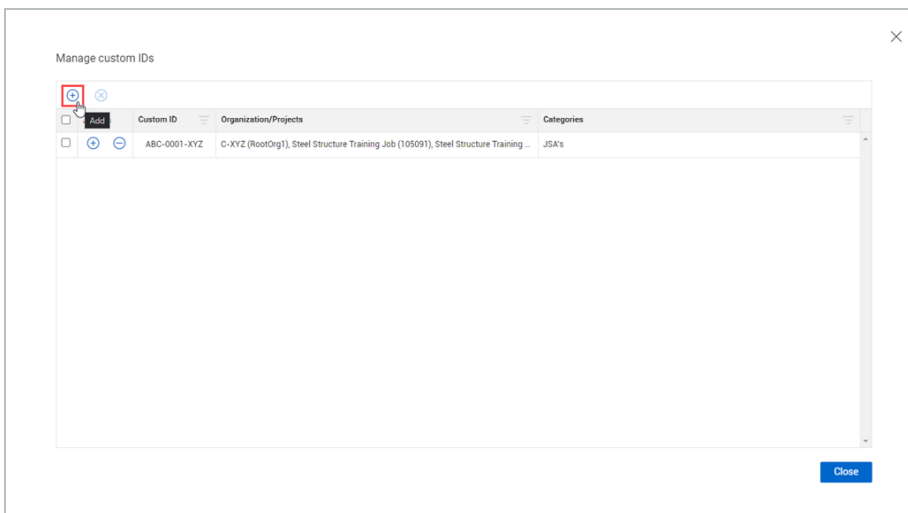 Manage custom IDs
Add
Custom ID
Organization/Projects
Categories
ABC-0001-XYZ
C-XYZ (RootOrg1), Steel Structure Training Job (105091), Steel Structure Training ...
JSA's
Close